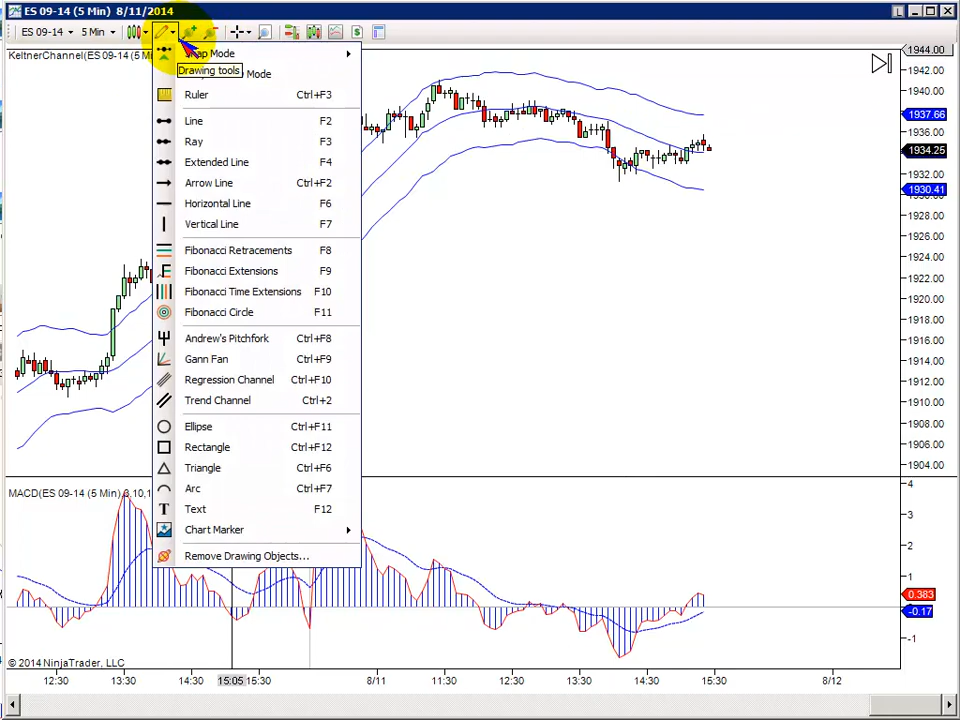 ES 09-14 (5 Min) 8/11/2014
ES 09-14 5 Min
KeltnerChannel(ES 09-14
Mode
Drawing tools
Mode
Ruler Ctrl+F3
Line F2
Ray F3
Extended Line F4
Arrow Line Ctrl+F2
Horizontal Line F6
Vertical Line F7
Fibonacci Retracements F8
Fibonacci Extensions F9
Fibonacci Time Extensions F10
Fibonacci Circle F11
Andrew's Pitchfork Ctrl+F8
Gann Fan Ctrl+F9
Regression Channel Ctrl+F10
Trend Channel Ctrl+2
Ellipse Ctrl+F11
Rectangle Ctrl+F12
Triangle Ctrl+F6
Arc Ctrl+F7
Text F12
Chart Marker
Remove Drawing Objects...
1944.00
1942.00
1940.00
1937.66
1936.00
1934.25
1932.00
1930.41
1928.00
1926.00
1924.00
1922.00
1920.00
1918.00
1916.00
1914.00
1912.00
1910.00
1908.00
1906.00
1904.00
MACD(ES 09-14 (5 Min),3,10,1
4
3
2
1
0.383
-0.17
-1
© 2014 NinjaTrader, LLC
12:30 13:30 14:30 15:05 15:30 8/11 11:30 12:30 13:30 14:30 15:30 8/12